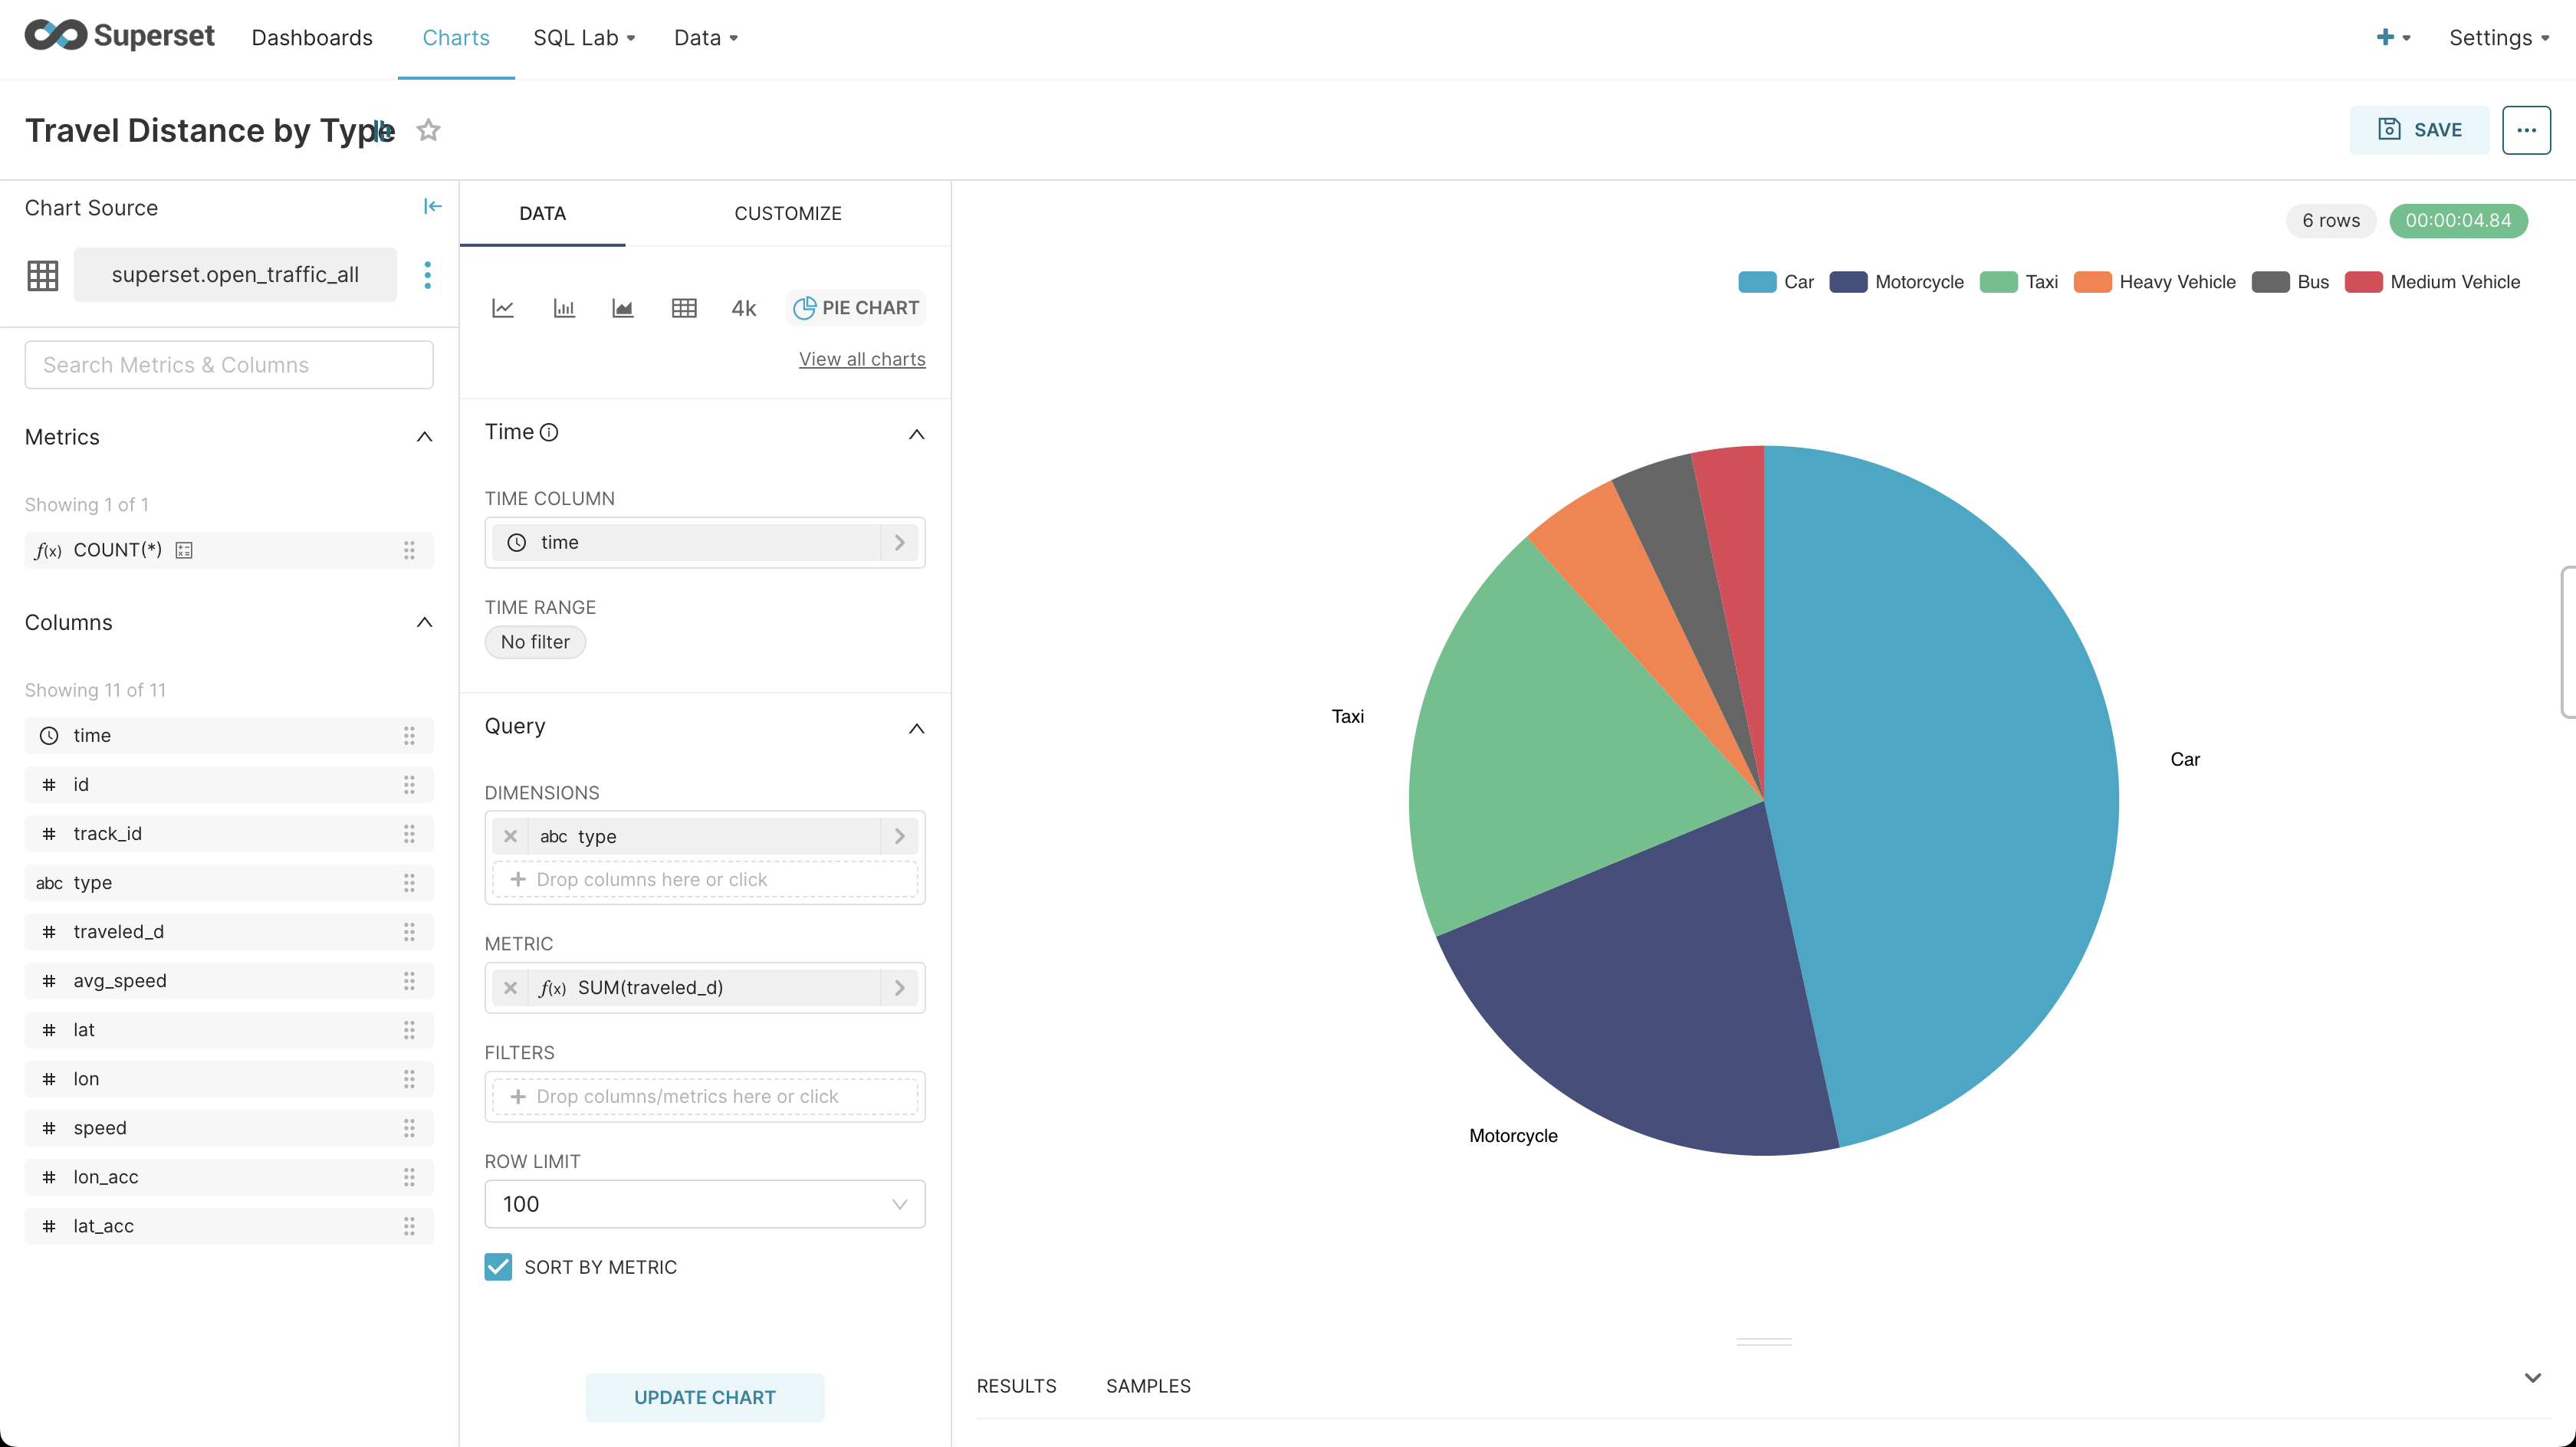 Superset
Dashboards
Charts
SQL Lab
Data
Settings
Travel Distance by Type
SAVE
Chart Source
superset.open_traffic_all
Search Metrics & Columns
Metrics
Showing 1 of 1
f(x) COUNT(*)
Columns
Showing 11 of 11
time
# id
# track_id
abc type
# traveled_d
# avg_speed
# lat
# lon
# speed
# lon_acc
# lat_acc
DATA
CUSTOMIZE
4k
PIE CHART
View all charts
Time
TIME COLUMN
time
TIME RANGE
No filter
Query
DIMENSIONS
abc type
+ Drop columns here or click
METRIC
f(x) SUM(traveled_d)
FILTERS
+ Drop columns/metrics here or click
ROW LIMIT
100
SORT BY METRIC
UPDATE CHART
6 rows
00:00:04.84
Car
Motorcycle
Taxi
Heavy Vehicle
Bus
Medium Vehicle
Taxi
Car
Motorcycle
RESULTS
SAMPLES